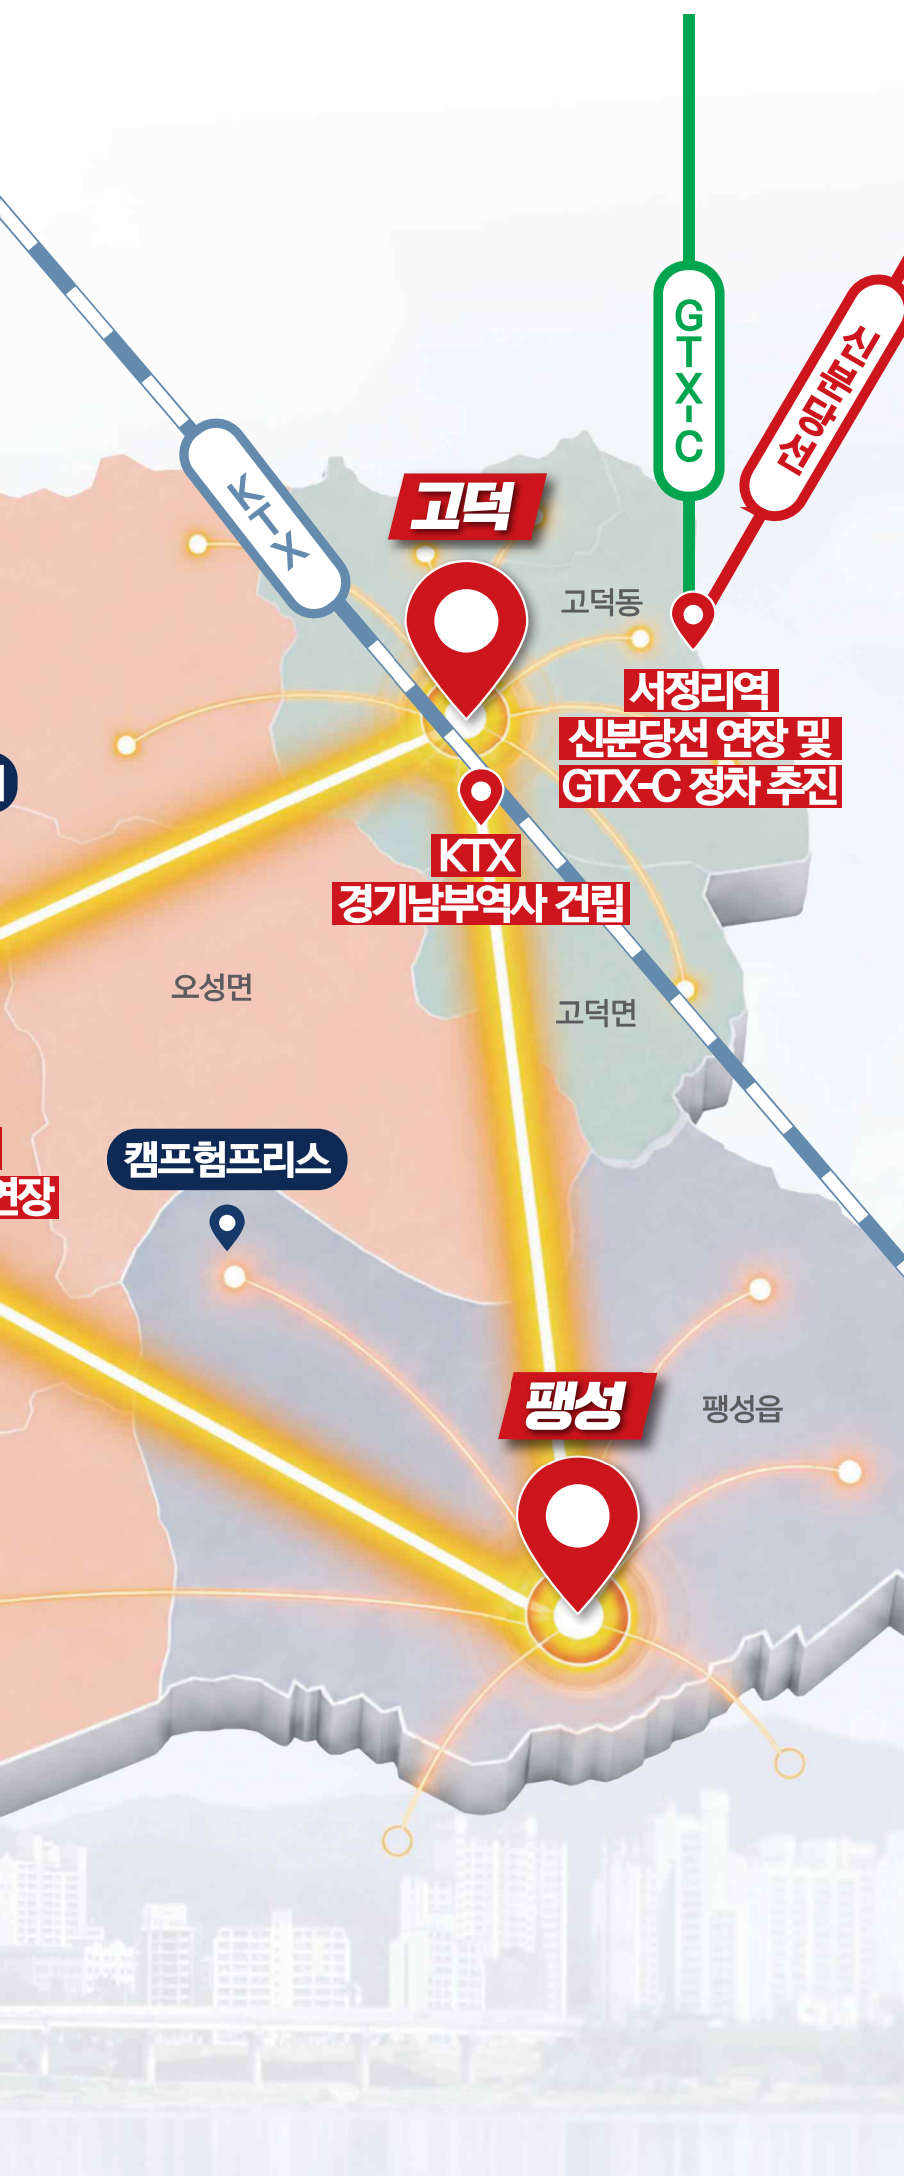 GTX-C
신분당선
KTX
고덕
고덕동
서정리역
신분당선 연장 및
GTX-C 정차 추진
KTX
경기남부역사 건립
오성면
고덕면
캠프험프리스
연장
팽성
팽성읍